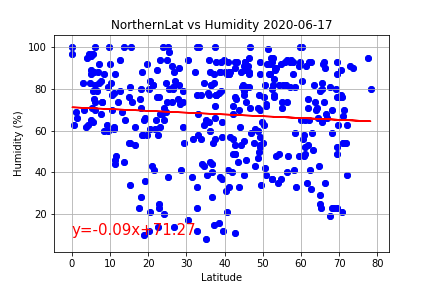 NorthernLat vs Humidity 2020-06-17
100
80
60
40
20
Humidity (%)
y=-0.09x+71.27
0 10 20 30 40 50 60 70 80
Latitude